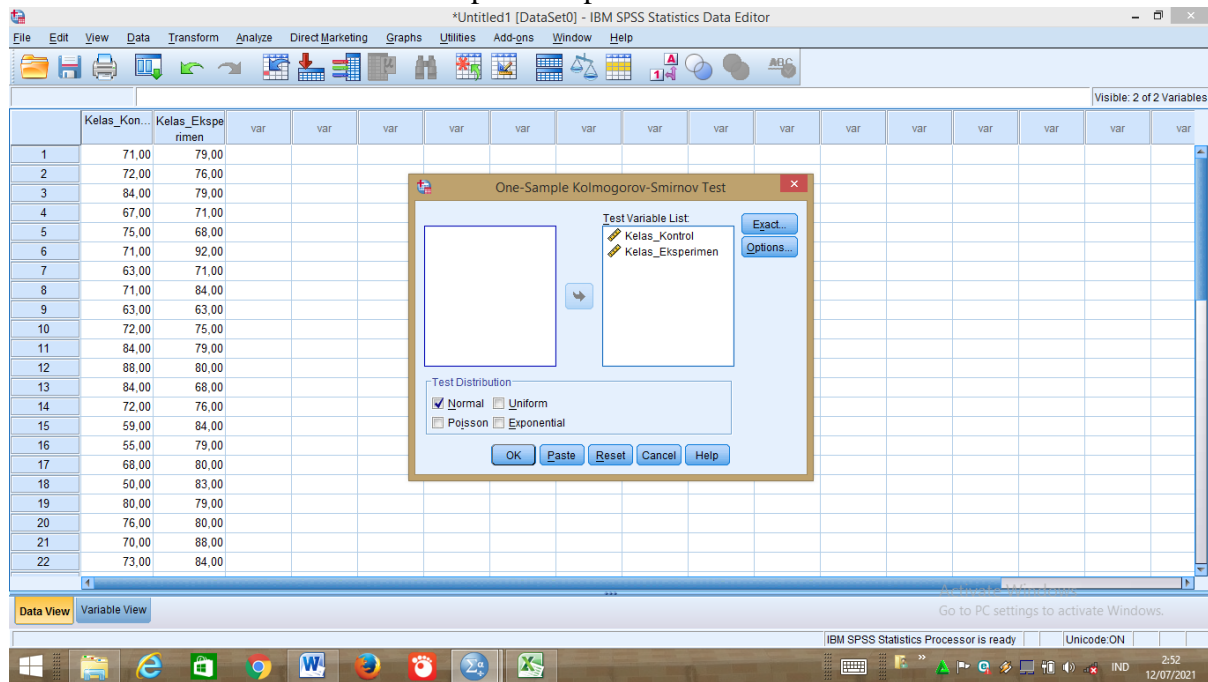 *Untitled1 [DataSet0] - IBM SPSS Statistics Data Editor
File Edit View Data Transform Analyze Direct Marketing Graphs Utilities Add-ons Window Help
Visible: 2 of 2 Variables
Kelas_Kon... Kelas_Eksperimen var var var var var var var var var var var var var var var
1 71,00 79,00
2 72,00 76,00
3 84,00 79,00
4 67,00 71,00
5 75,00 68,00
6 71,00 92,00
7 63,00 71,00
8 71,00 84,00
9 63,00 63,00
10 72,00 75,00
11 84,00 79,00
12 88,00 80,00
13 84,00 68,00
14 72,00 76,00
15 59,00 84,00
16 55,00 79,00
17 68,00 80,00
18 50,00 83,00
19 80,00 79,00
20 76,00 80,00
21 70,00 88,00
22 73,00 84,00
One-Sample Kolmogorov-Smirnov Test
Test Variable List:
Kelas_Kontrol
Kelas_Eksperimen
Exact...
Options...
Test Distribution
Normal Uniform
Poisson Exponential
OK Paste Reset Cancel Help
Data View Variable View
Go to PC settings to activate Windows.
IBM SPSS Statistics Processor is ready Unicode:ON
IND 2:52
12/07/2021